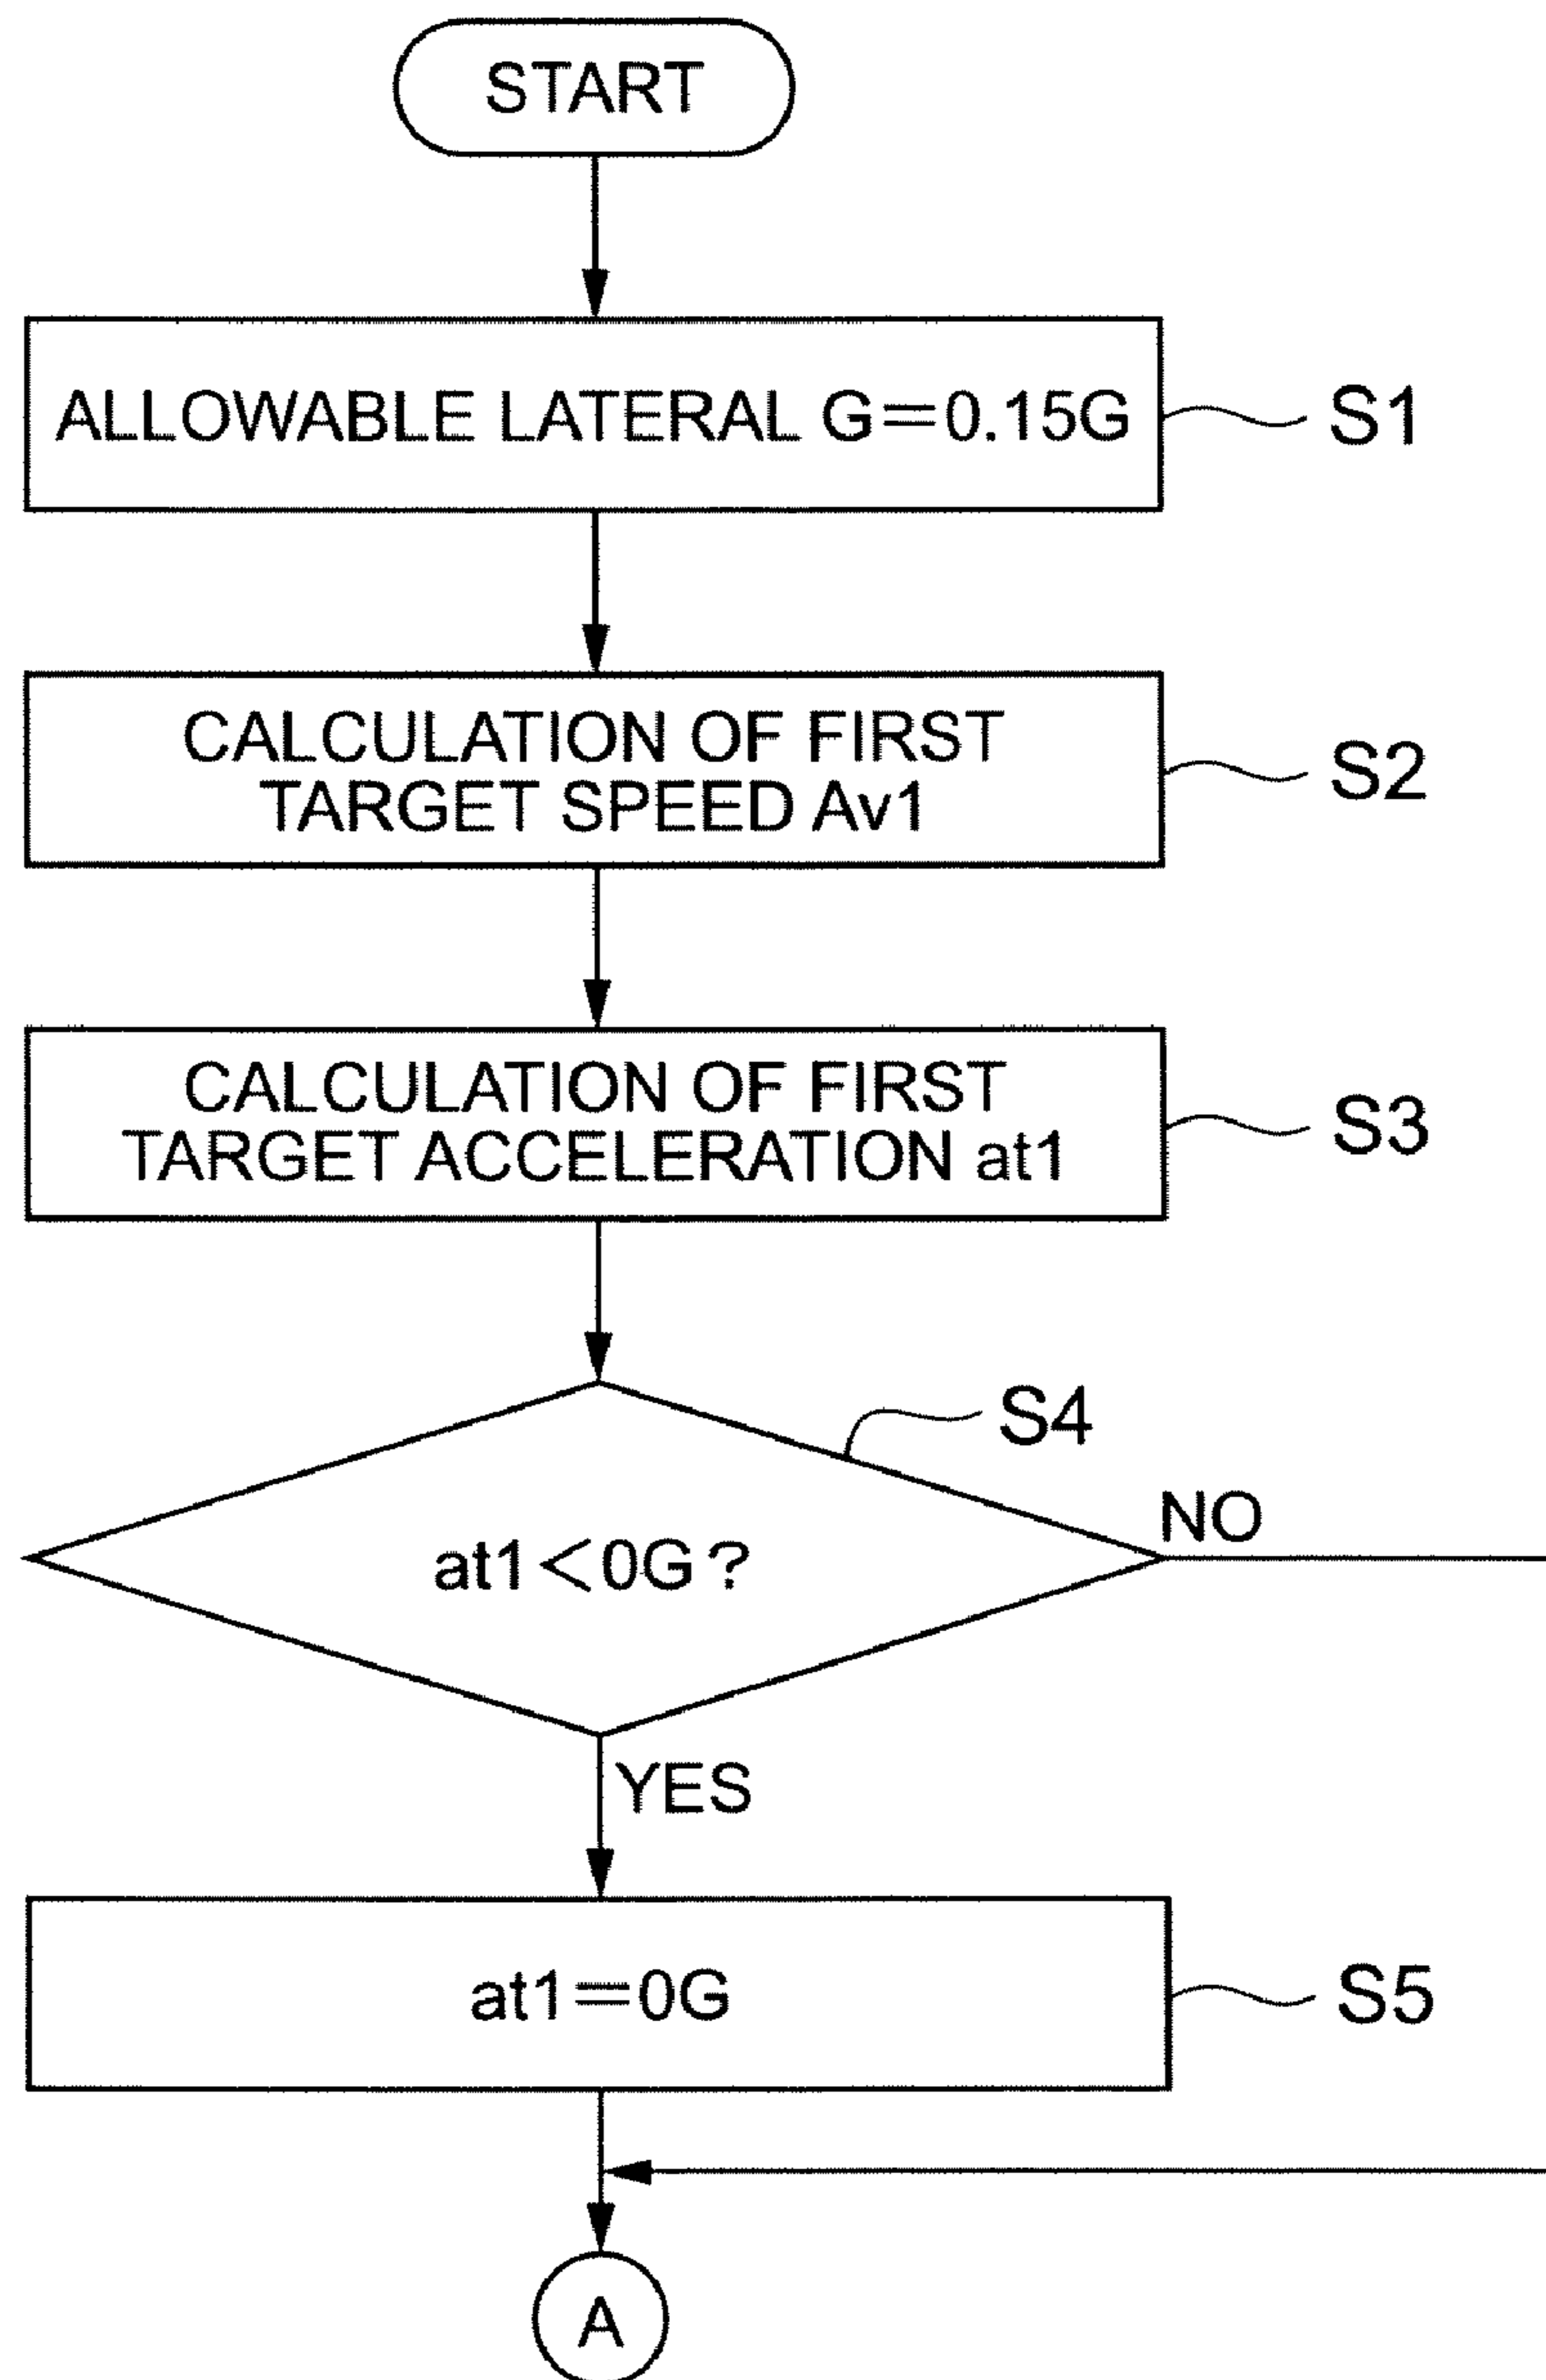 START
ALLOWABLE LATERAL G=0.15G
S1
CALCULATION OF FIRST
TARGET SPEED Av1
S2
CALCULATION OF FIRST
TARGET ACCELERATION at1
S3
S4
at1<0G?
NO
YES
at1=0G
S5
A